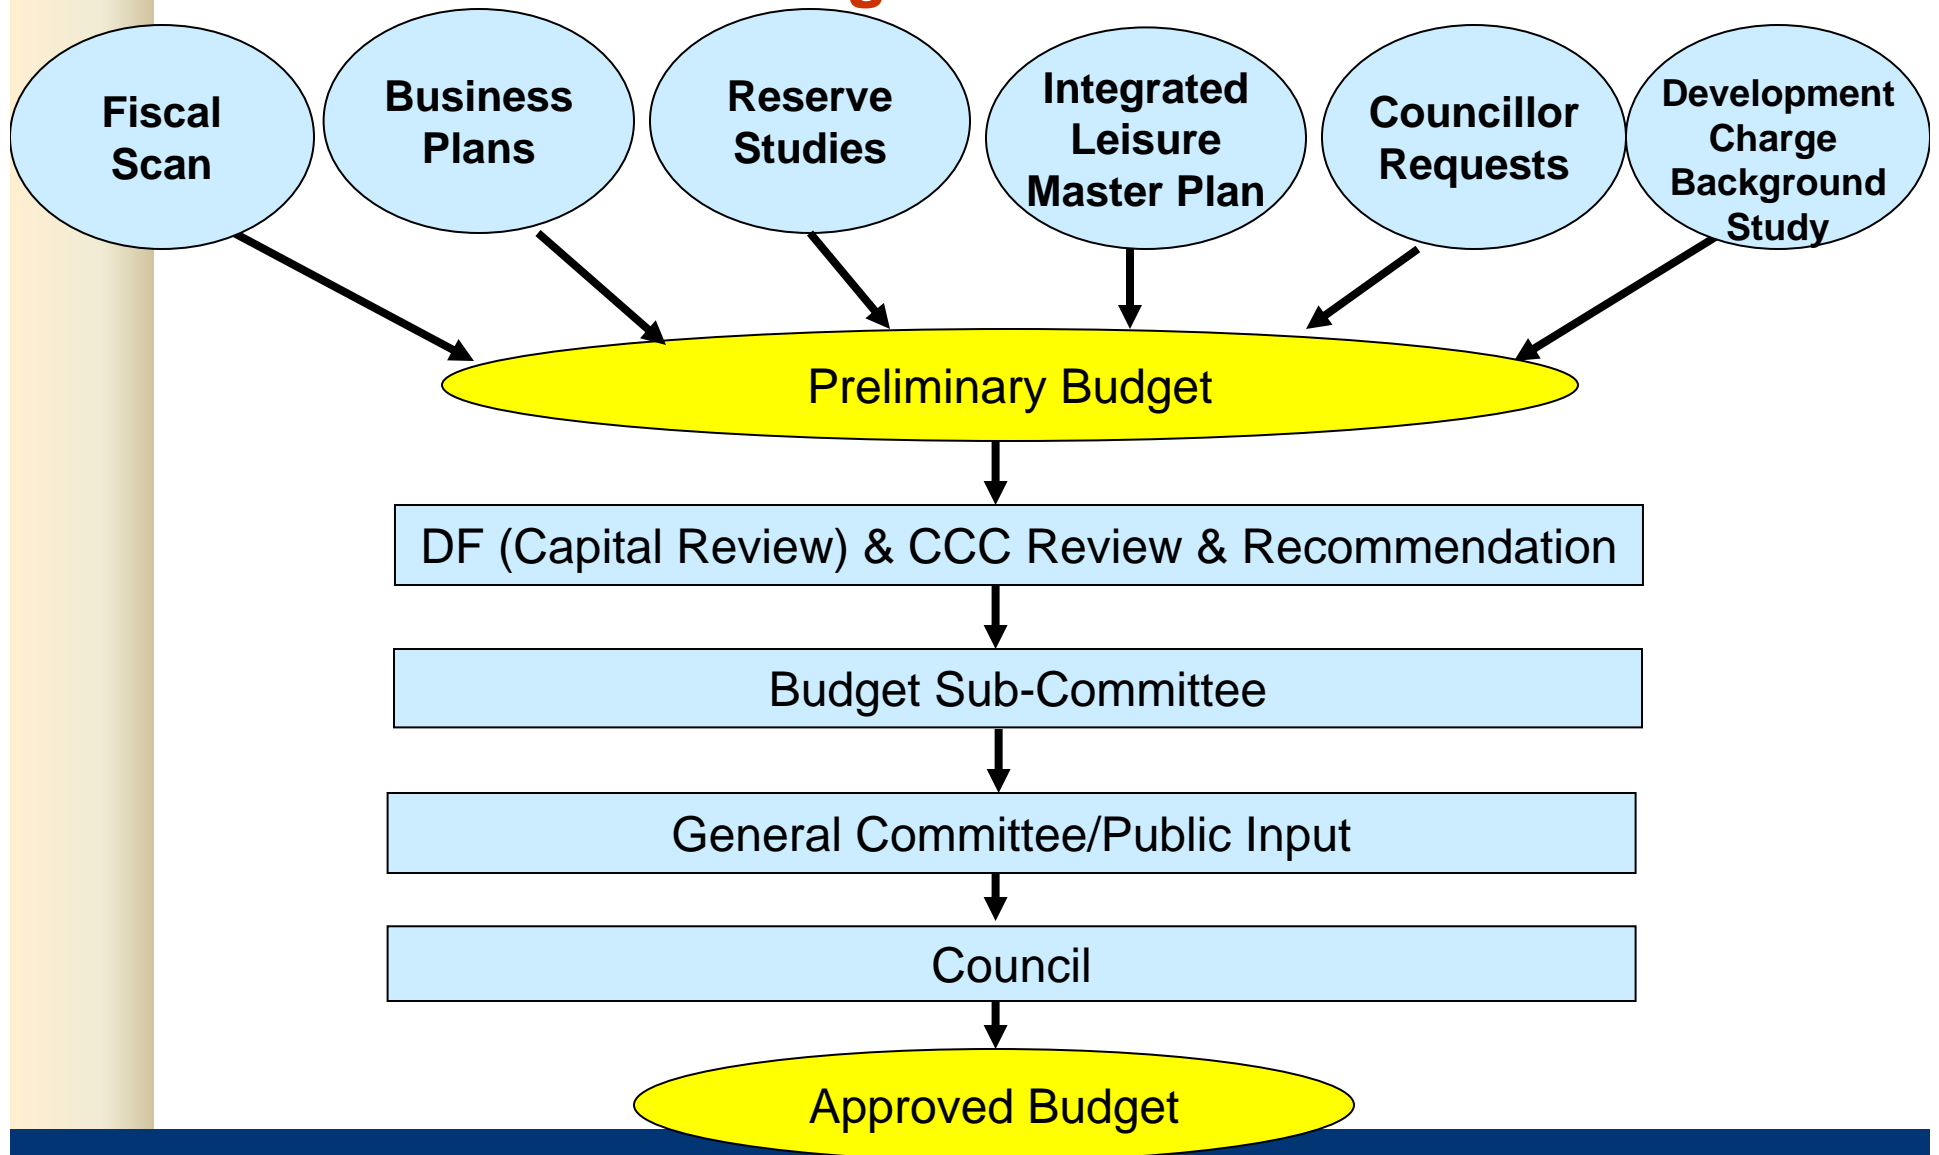 Fiscal
Scan
Business
Plans
Reserve
Studies
Integrated
Leisure
Master Plan
Councillor
Requests
Development
Charge
Background
Study
Preliminary Budget
DF (Capital Review) & CCC Review & Recommendation
Budget Sub-Committee
General Committee/Public Input
Council
Approved Budget